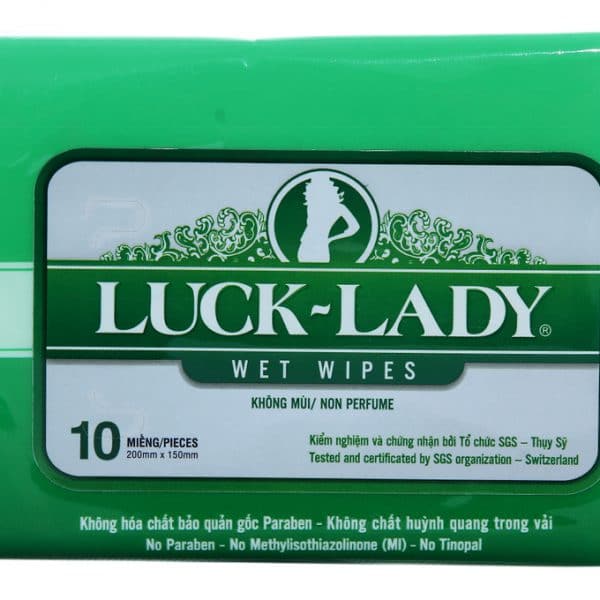 LUCK~LADY®
WET WIPES
KHÔNG MÙI/ NON PERFUME
10 MIẾNG/PIECES
200mm x 150mm
Kiểm nghiệm và chứng nhận bởi Tổ chức SGS – Thụy Sỹ
Tested and certificated by SGS organization – Switzerland
Không hóa chất bảo quản gốc Paraben - Không chất huỳnh quang trong vải
No Paraben - No Methylisothiazolinone (MI) - No Tinopal